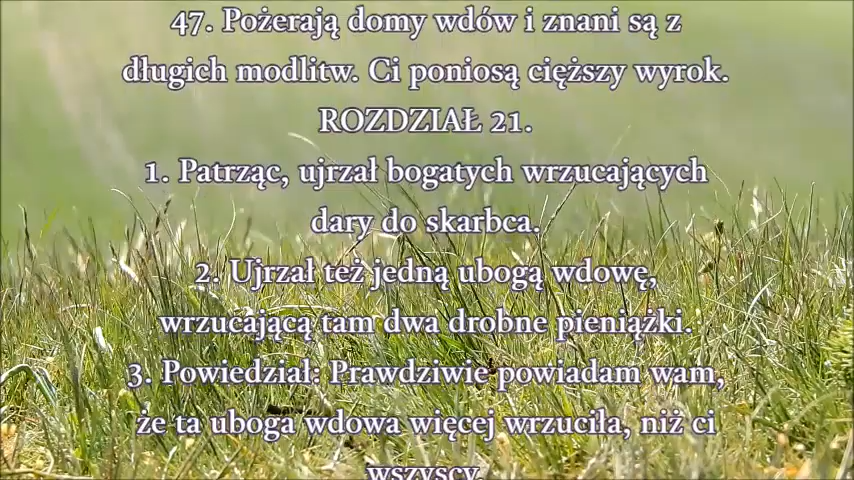 47. Pożerają domy wdów i znani są z
długich modlitw. Ci poniosą cięższy wyrok.
ROZDZIAŁ 21.
1. Patrząc, ujrzał bogatych wrzucających
dary do skarbca.
2. Ujrzał też jedną ubogą wdowę,
wrzucającą tam dwa drobne pieniążki.
3. Powiedział: Prawdziwie powiadam wam,
że ta uboga wdowa więcej wrzuciła, niż ci
wszyscy.